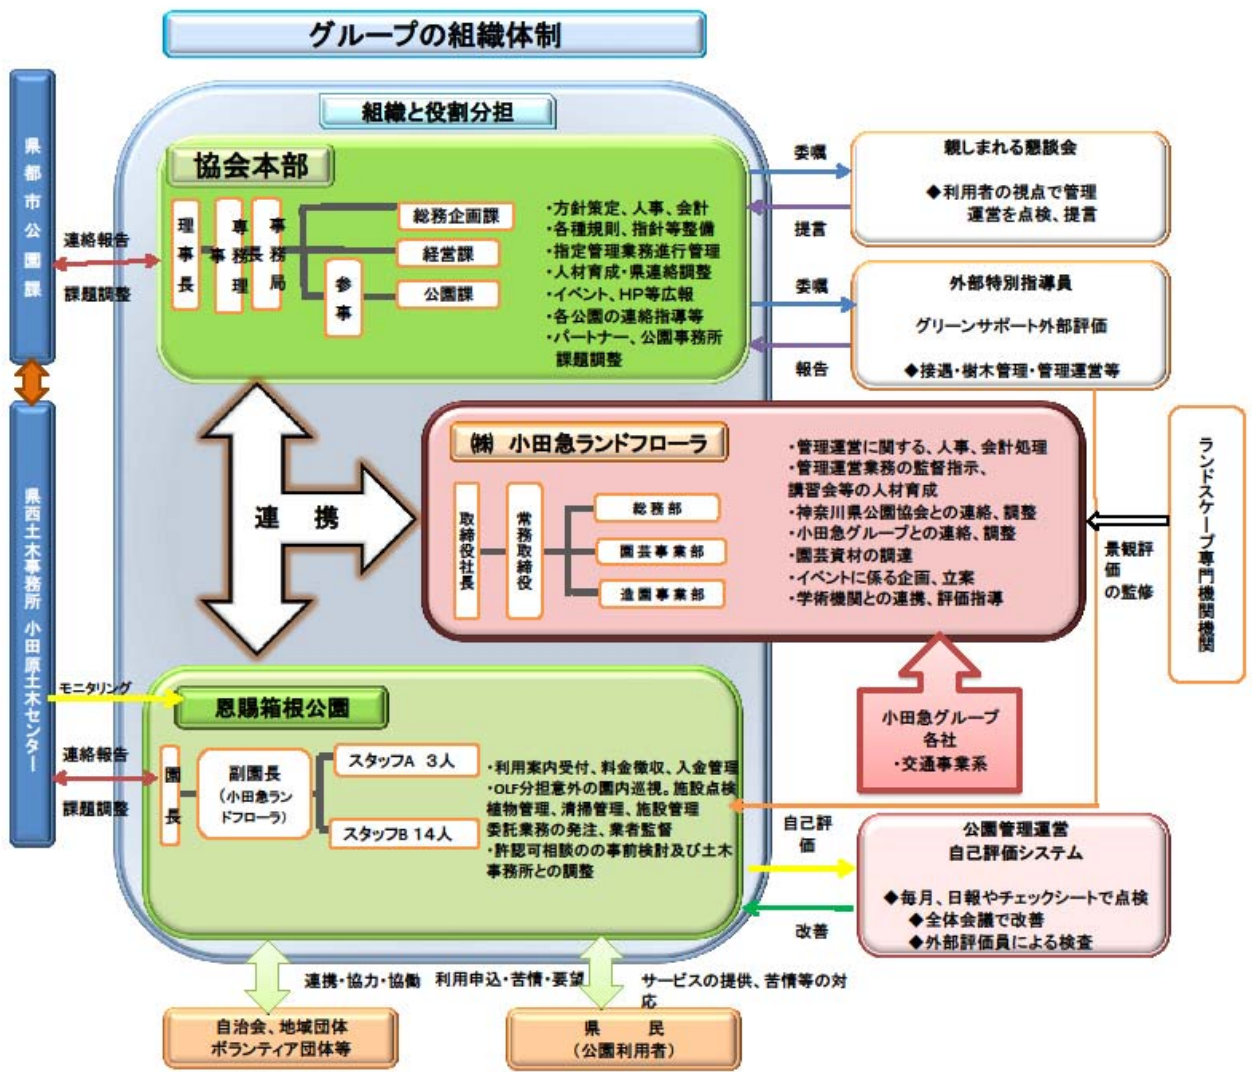 グループの組織体制
組織と役割分担
県都市公園課
連絡報告
課題調整
協会本部
理事長
専務理事
事務局長
参事
総務企画課
経営課
公園課
・方針策定、人事、会計
・各種規則、指針等整備
・指定管理業務進行管理
・人材育成・県連絡調整
・イベント、HP等広報
・各公園の連絡指導等
・パートナー、公園事務所
課題調整
委嘱
提言
親しまれる懇談会
◆利用者の視点で管理
運営を点検、提言
委嘱
報告
外部特別指導員
グリーンサポート外部評価
◆接遇・樹木管理・管理運営等
連 携
㈱ 小田急ランドフローラ
取締役社長
常務取締役
総務部
園芸事業部
造園事業部
・管理運営に関する、人事、会計処理
・管理運営業務の監督指示、
講習会等の人材育成
・神奈川県公園協会との連絡、調整
・小田急グループとの連絡、調整
・園芸資材の調達
・イベントに係る企画、立案
・学術機関との連携、評価指導
景観評
価
の監修
ランドスケープ専門機関機関
小田急グループ
各社
・交通事業系
県西土木事務所 小田原土木センター
モニタリング
連絡報告
課題調整
恩賜箱根公園
園長
副園長
（小田急ラン
ドフローラ）
スタッフA 3人
スタッフB 14人
・利用案内受付、料金徴収、入金管理
・OLF分担意外の園内巡視。施設点検
植物管理、清掃管理、施設管理
委託業務の発注、業者監督
・許認可相談のの事前検討及び土木
事務所との調整
自己評
価
改善
公園管理運営
自己評価システム
◆毎月、日報やチェックシートで点検
◆全体会議で改善
◆外部評価員による検査
連携・協力・協働
利用申込・苦情・要望
サービスの提供、苦情等の対
応
自治会、地域団体
ボランティア団体等
県 民
（公園利用者）